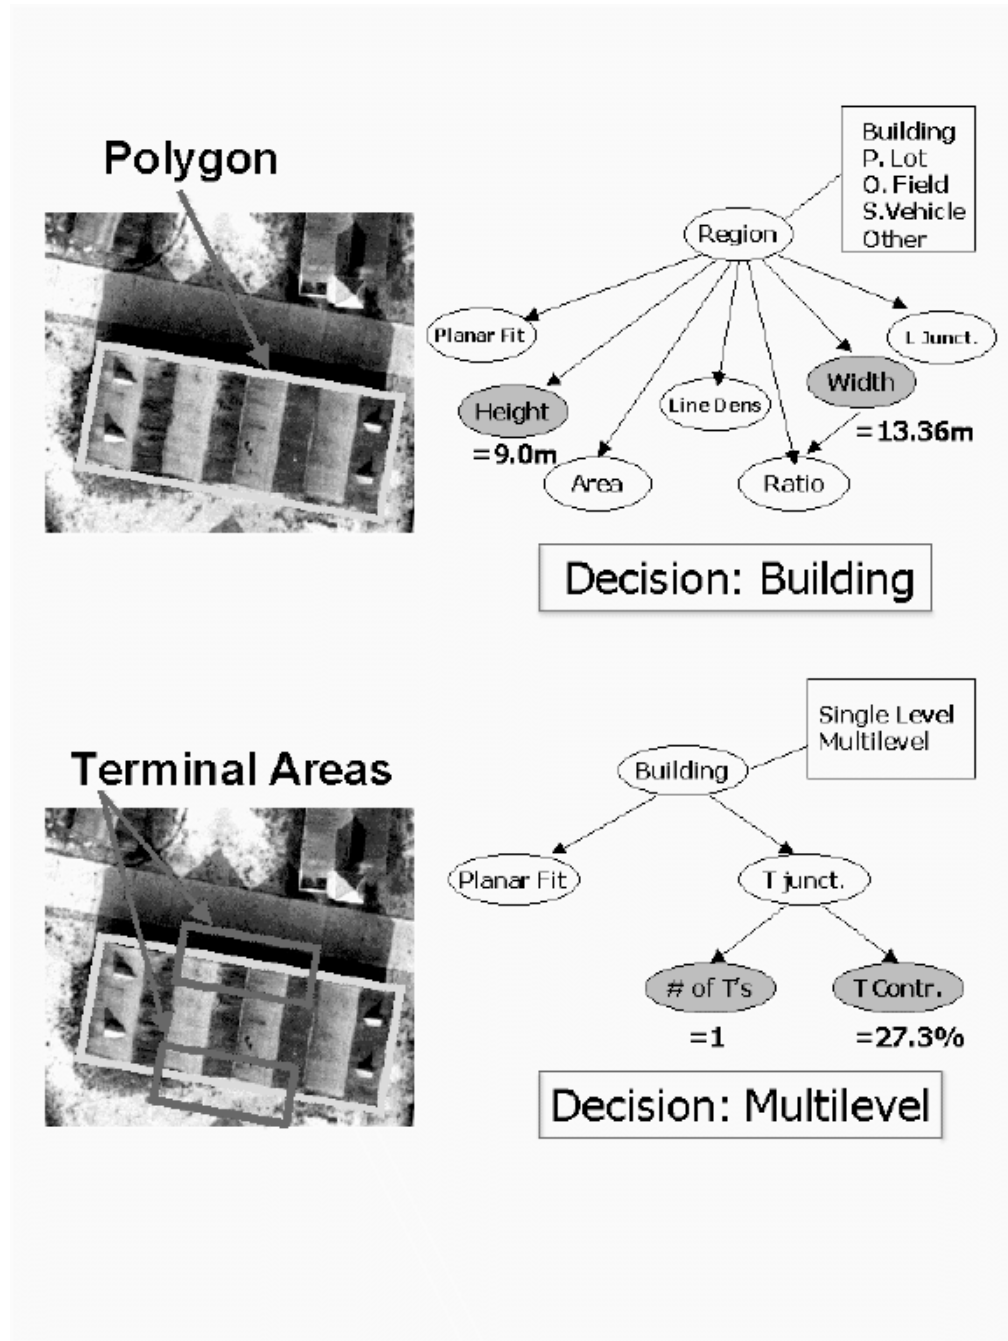 Polygon
Building
P. Lot
O. Field
S.Vehicle
Other
Region
Planar Fit
L Junct.
Width
=13.36m
Height
=9.0m
Line Dens
Area
Ratio
Decision: Building
Terminal Areas
Single Level
Multilevel
Building
Planar Fit
T junct.
# of T's
=1
T Contr.
=27.3%
Decision: Multilevel